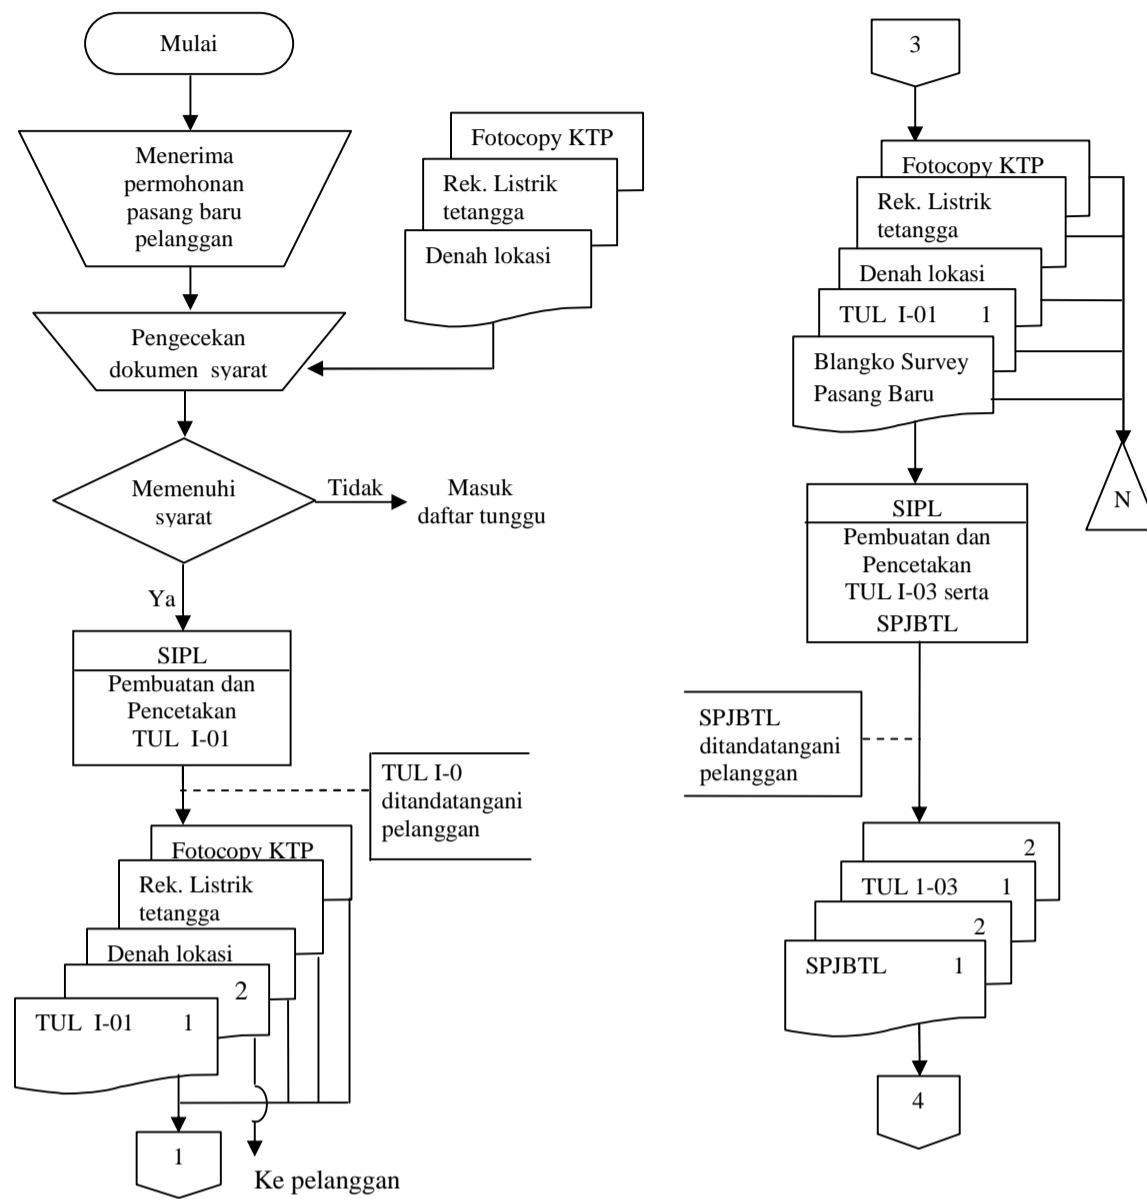 Mulai
Menerima
permohonan
pasang baru
pelanggan
Fotocopy KTP
Rek. Listrik
tetangga
Denah lokasi
Pengecekan
dokumen syarat
Memenuhi
syarat
Tidak
Masuk
daftar tunggu
Ya
SIPL
Pembuatan dan
Pencetakan
TUL I-01
TUL I-0
ditandatangani
pelanggan
Fotocopy KTP
Rek. Listrik
tetangga
Denah lokasi
2
TUL I-01 1
1
Ke pelanggan
3
Fotocopy KTP
Rek. Listrik
tetangga
Denah lokasi
TUL I-01 1
Blangko Survey
Pasang Baru
N
SIPL
Pembuatan dan
Pencetakan
TUL I-03 serta
SPJBTL
SPJBTL
ditandatangani
pelanggan
2
TUL 1-03 1
2
SPJBTL 1
4